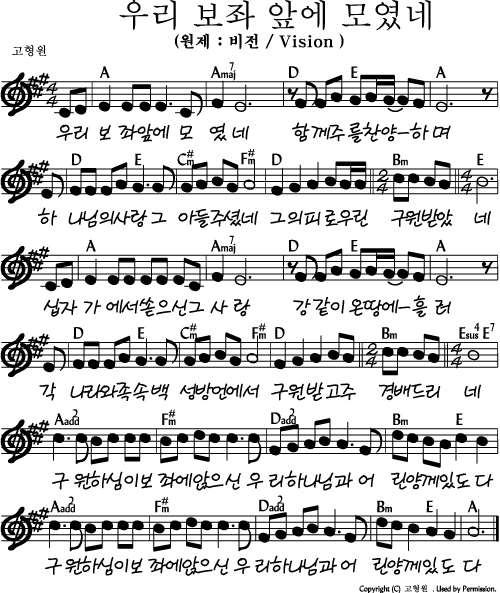 우리 보좌 앞에 모였네
(원제 : 비전 / Vision )
고형원
A Amaj7 D E A
우리 보 좌앞에 모 였 네 함께주를찬양-하 며
D E C#m F#m D Bm E
하 나님의사랑 그 아들주셨네 그의피로우린 구원받았 네
A Amaj7 D E A
십자 가 에서쏟으신그 사 랑 강같이온땅에-흘 러
D E C#m F#m D Bm Esus4 E7
각 나라와족속백 성방언에서 구원받고주 경배드리 네
Aadd2 F#m Dadd2 Bm E
구 원하심이보 좌에앉으신 우 리하나님과 어 린양께있도 다
Aadd2 F#m Dadd2 Bm E A
구 원하심이보 좌에앉으신 우 리하나님과 어 린양께있도 다
Copyright (C) 고형원 . Used by Permission.